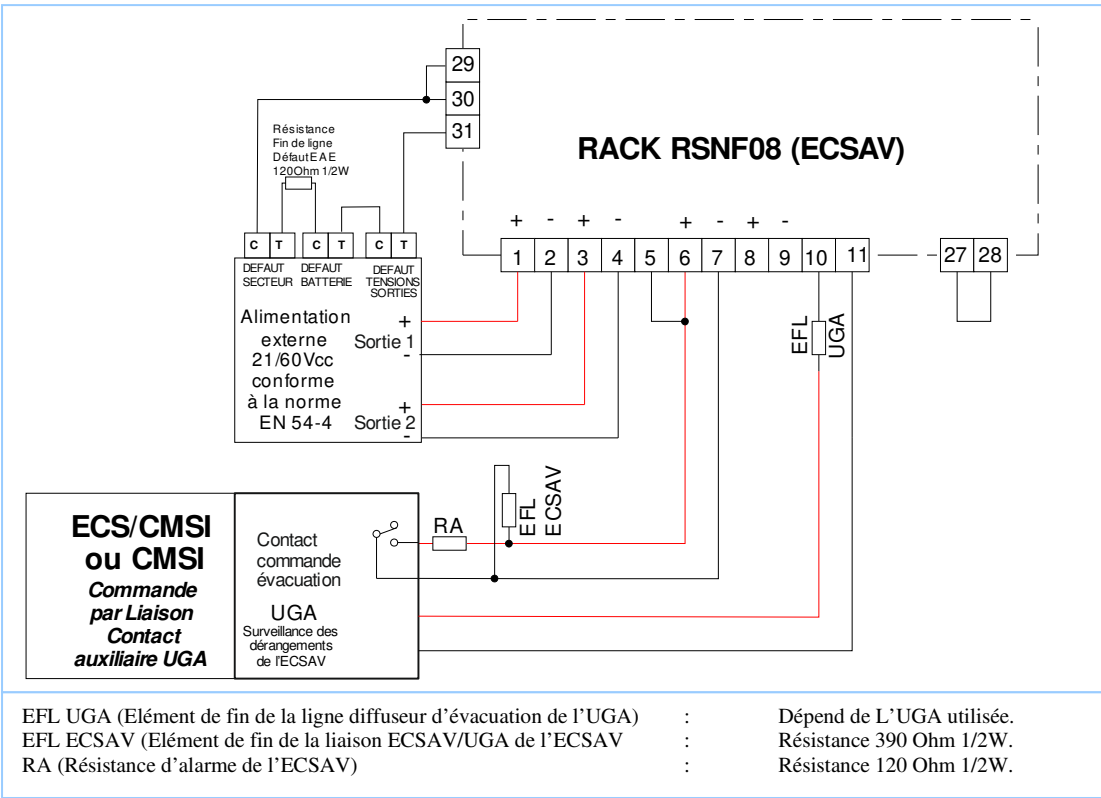 29
30
31
Résistance
Fin de ligne
Défaut EAE
120Ohm 1/2W
RACK RSNF08 (ECSAV)
+ - + - + - + -
1 2 3 4 5 6 7 8 9 10 11 27 28
C T C T C T
DEFAUT SECTEUR
DEFAUT BATTERIE
DEFAUT TENSIONS SORTIES
Alimentation
externe
21/60Vcc
conforme
à la norme
EN 54-4
+
Sortie 1
-
+
Sortie 2
-
EFL
UGA
EFL
ECSAV
RA
ECS/CMSI
ou CMSI
Commande
par Liaison
Contact
auxiliaire UGA
Contact
commande
évacuation
UGA
Surveillance des
dérangements
de l'ECSAV
EFL UGA (Elément de fin de la ligne diffuseur d’évacuation de l’UGA) : Dépend de L’UGA utilisée.
EFL ECSAV (Elément de fin de la liaison ECSAV/UGA de l’ECSAV : Résistance 390 Ohm 1/2W.
RA (Résistance d’alarme de l’ECSAV) : Résistance 120 Ohm 1/2W.